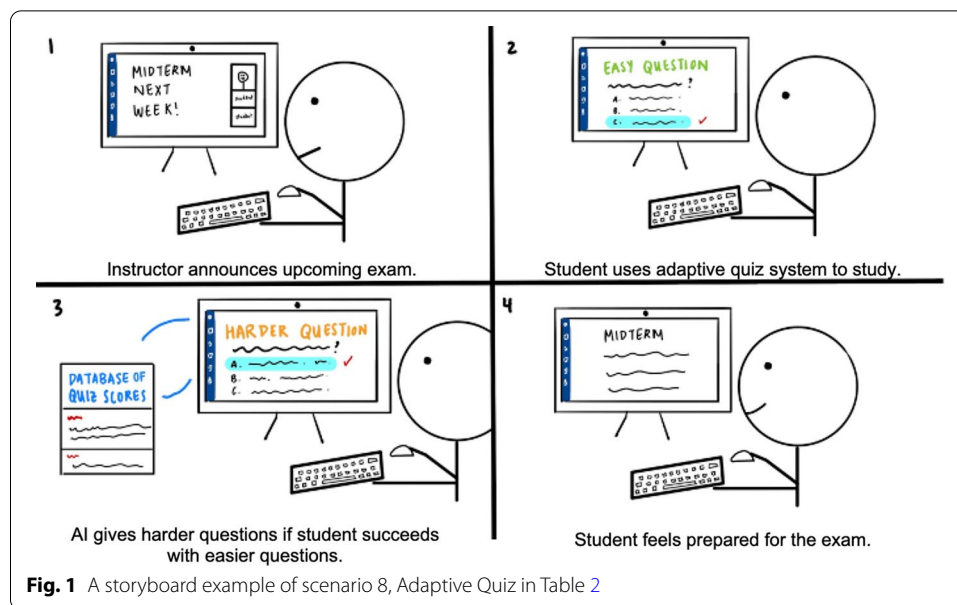 1
MIDTERM
NEXT
WEEK!
student
Instructor announces upcoming exam.
2
EASY QUESTION
?
A.
B.
C.
Student uses adaptive quiz system to study.
3
DATABASE OF
QUIZ SCORES
HARDER QUESTION
?
A.
B.
C.
AI gives harder questions if student succeeds
with easier questions.
4
MIDTERM
Student feels prepared for the exam.
Fig. 1 A storyboard example of scenario 8, Adaptive Quiz in Table 2